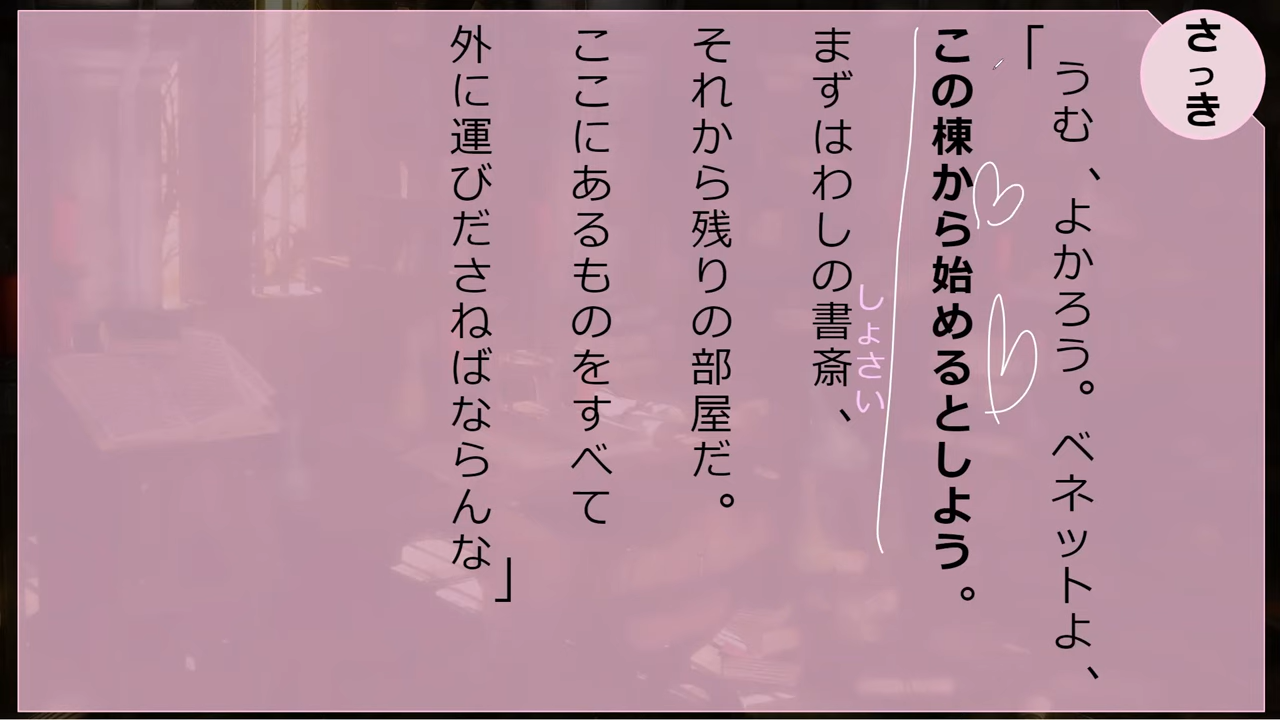 さっき
「うむ、よかろう。ベネットよ、
この棟から始めるとしよう。
まずはわしの書斎、
しょさい
それから残りの部屋だ。
ここにあるものをすべて
外に運びださねばならんな」